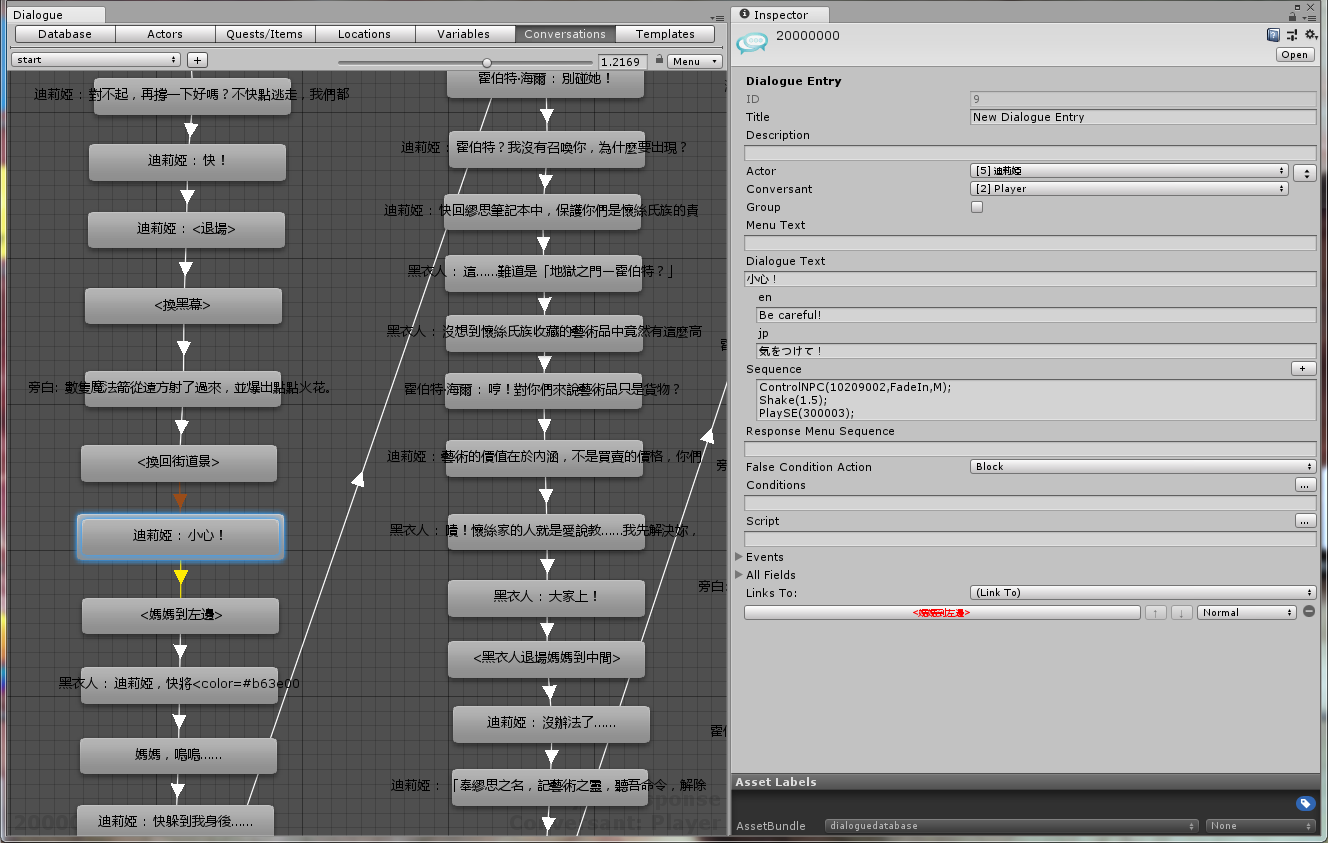 Dialogue
Database
Actors
Quests/Items
Locations
Variables
Conversations
Templates
start
+
1.2169
Menu
迪莉婭：對不起，再撐一下好嗎？不快點逃走，我們都
迪莉婭：快！
迪莉婭：<退場>
<換黑幕>
旁白: 數隻魔法箭從遠方射了過來，並爆出點點火花。
<換回街道景>
迪莉婭：小心！
<媽媽到左邊>
黑衣人：迪莉婭，快將<color=#b63e00
媽媽，嗚嗚……
迪莉婭：快躲到我身後……
霍伯特·海爾：別碰她！
迪莉婭：霍伯特？我沒有召喚你，為什麼要出現？
迪莉婭：快回繆思筆記本中，保護你們是懷絲氏族的責
黑衣人：這……難道是「地獄之門－霍伯特？」
黑衣人：沒想到懷絲氏族收藏的藝術品中竟然有這麼高
霍伯特·海爾：哼！對你們來說藝術品只是貨物？
迪莉婭：藝術的價值在於內涵，不是買賣的價格，你們
黑衣人：嘖！懷絲家的人就是愛說教……我先解決妳，
黑衣人：大家上！
<黑衣人退場媽媽到中間>
迪莉婭：沒辦法了……
迪莉婭：「奉繆思之名，記藝術之靈，聽吾命令，解除
霍
旁
旁白:
霍伯
20000
sponse
Conversant: Player
Inspector
20000000
Open
Dialogue Entry
ID
9
Title
New Dialogue Entry
Description
Actor
[5] 迪莉婭
Conversant
[2] Player
Group
Menu Text
Dialogue Text
小心！
en
Be careful!
jp
気をつけて！
Sequence
+
ControlNPC(10209002,FadeIn,M);
Shake(1.5);
PlaySE(300003);
Response Menu Sequence
False Condition Action
Block
Conditions
...
Script
...
Events
All Fields
Links To:
(Link To)
<媽媽到左邊>
↑
↓
Normal
Asset Labels
AssetBundle
dialoguedatabase
None